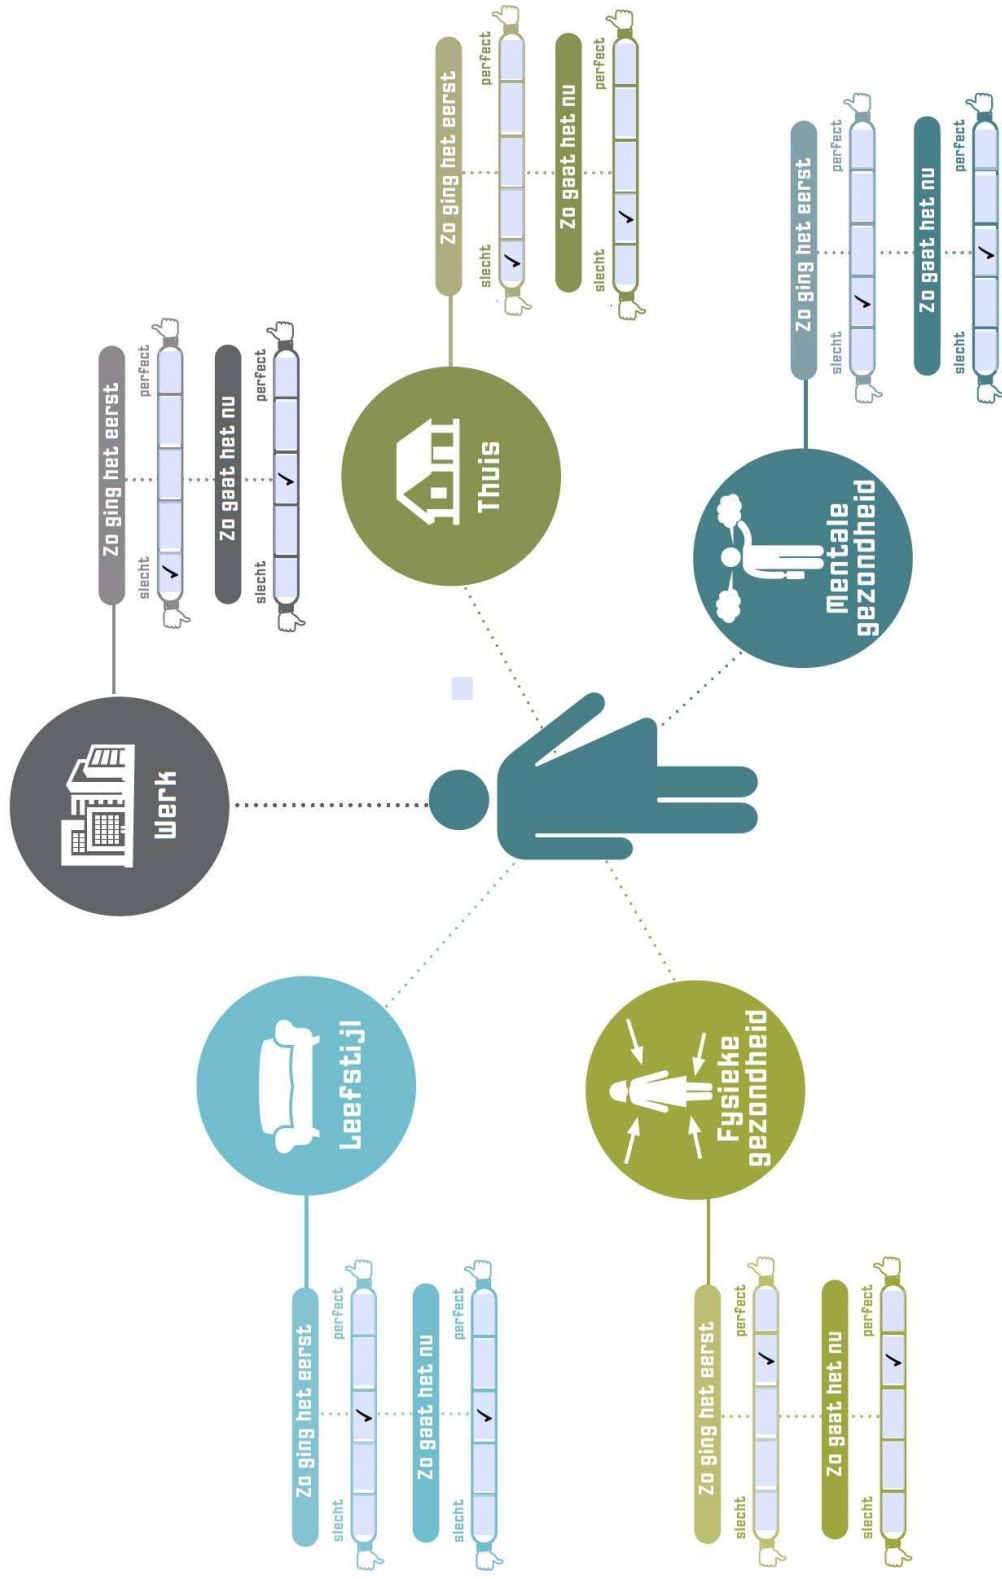 Werk
Zo ging het eerst
slecht perfect
✓
Zo gaat het nu
slecht perfect
✓
Leefstijl
Zo ging het eerst
slecht perfect
✓
Zo gaat het nu
slecht perfect
✓
Thuis
Zo ging het eerst
slecht perfect
✓
Zo gaat het nu
slecht perfect
✓
Fysieke
gezondheid
Zo ging het eerst
slecht perfect
✓
Zo gaat het nu
slecht perfect
✓
Mentale
gezondheid
Zo ging het eerst
slecht perfect
✓
Zo gaat het nu
slecht perfect
✓